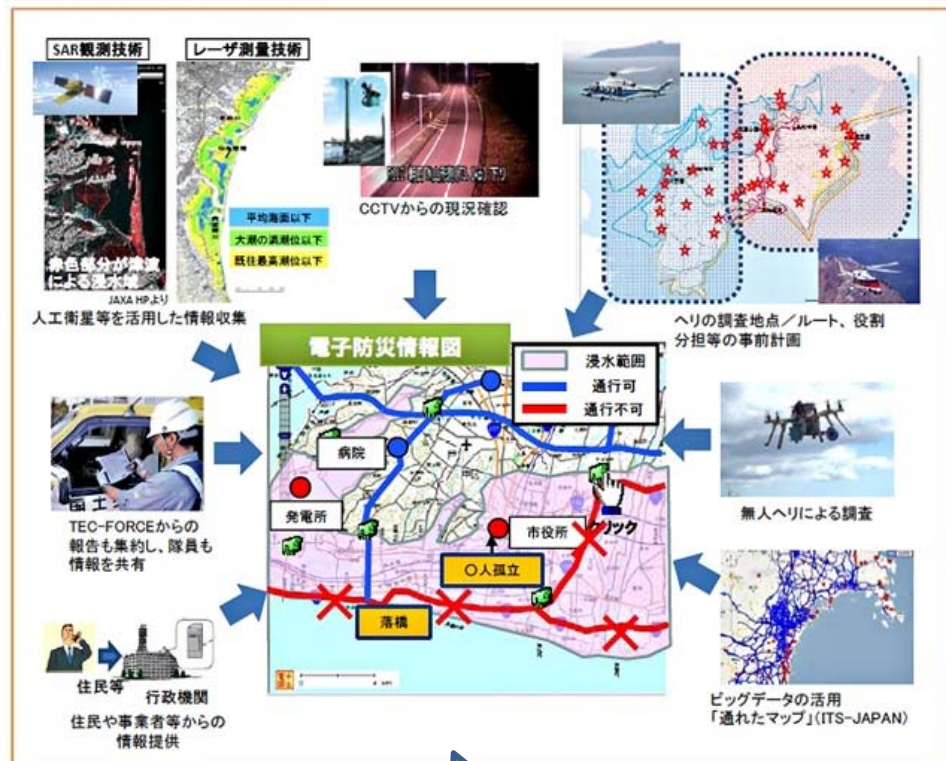 SAR観測技術
レーザ測量技術
平均海面以下
大潮の満潮位以下
既往最高潮位以下
赤色部分が津波
による浸水域
JAXA HPより
人工衛星等を活用した情報収集
CCTVからの現況確認
ヘリの調査地点/ルート、役割
分担等の事前計画
電子防災情報図
浸水範囲
通行可
通行不可
病院
発電所
市役所
クリック
〇人孤立
落橋
TEC-FORCEからの
報告も集約し、隊員も
情報を共有
無人ヘリによる調査
住民等
行政機関
住民や事業者等からの
情報提供
ビッグデータの活用
「通れたマップ」(ITS-JAPAN)